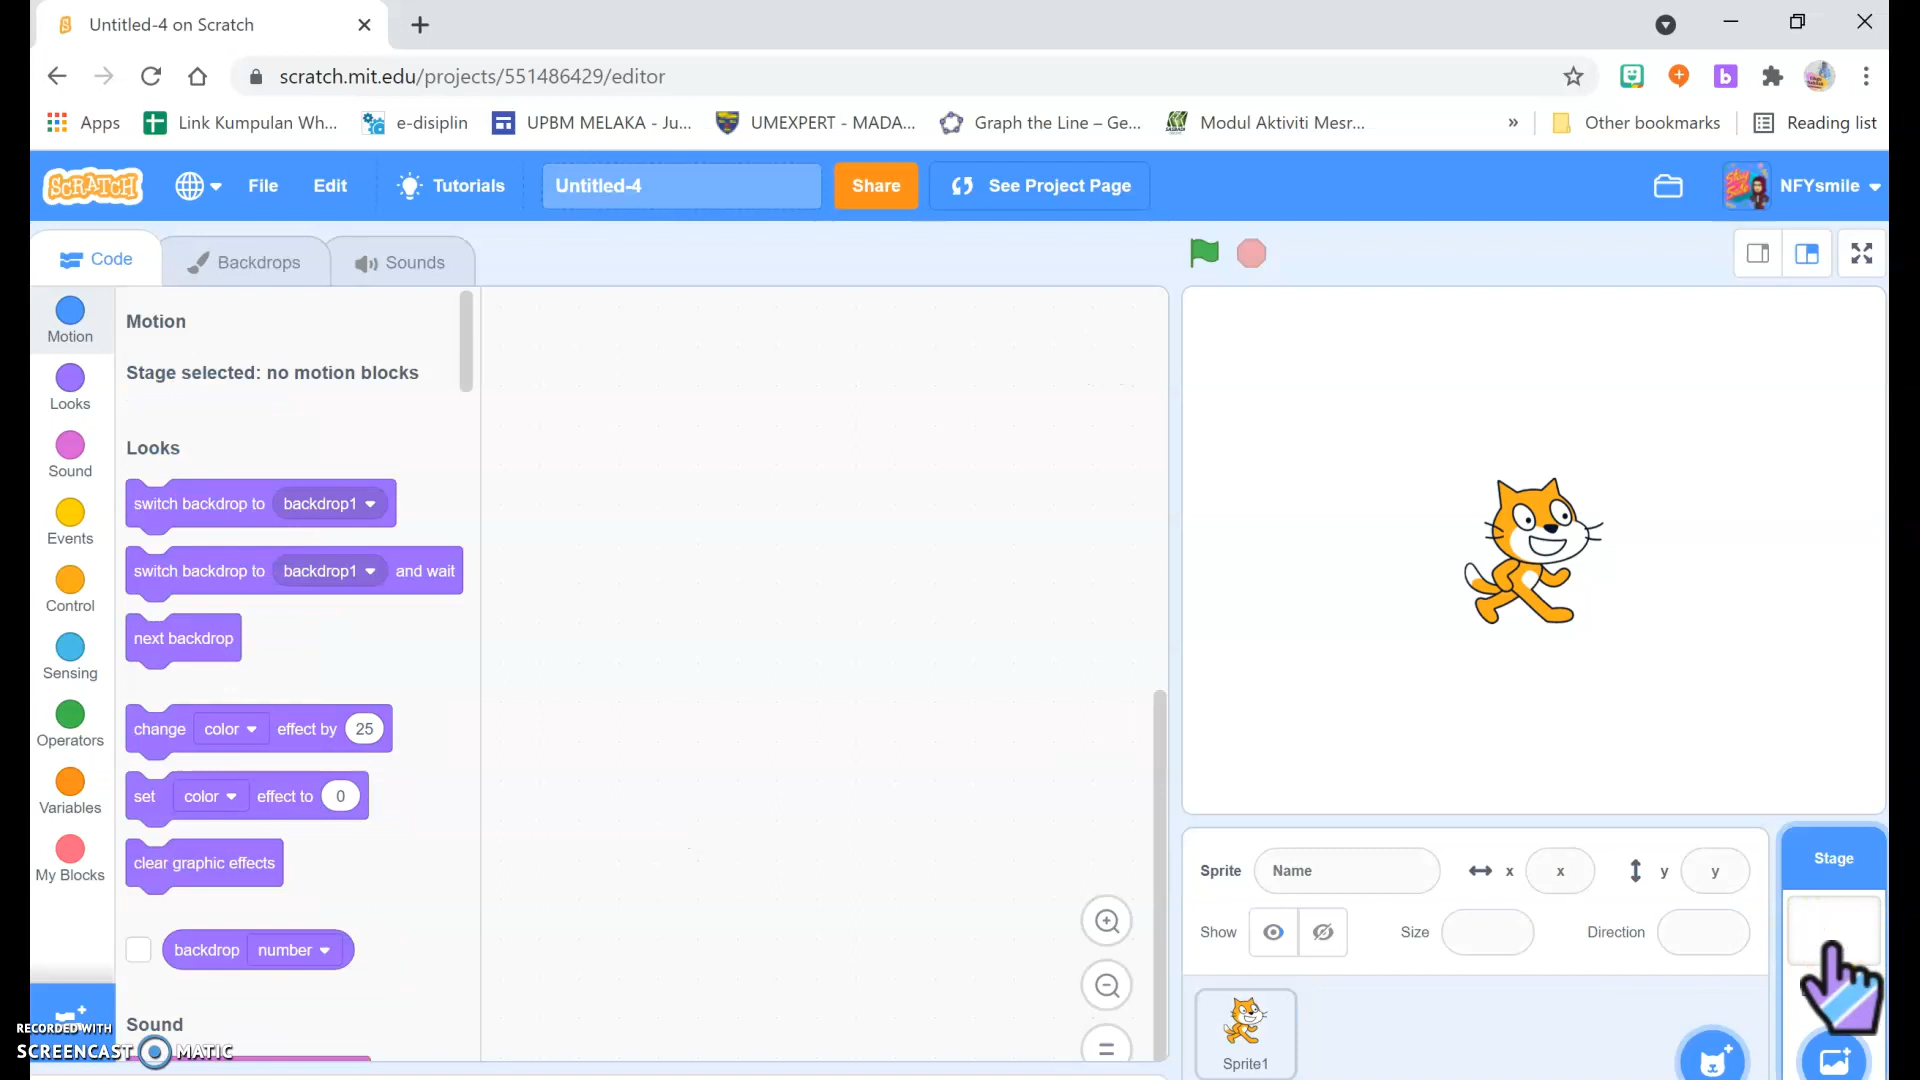 Untitled-4 on Scratch
scratch.mit.edu/projects/551486429/editor
Apps Link Kumpulan Wh... e-disiplin UPBM MELAKA - Ju... UMEXPERT - MADA... Graph the Line – Ge... Modul Aktiviti Mesr... » Other bookmarks Reading list
SCRATCH File Edit Tutorials Untitled-4 Share See Project Page NFYsmile
Code Backdrops Sounds
Motion
Looks
Sound
Events
Control
Sensing
Operators
Variables
My Blocks
Motion
Stage selected: no motion blocks
Looks
switch backdrop to backdrop1
switch backdrop to backdrop1 and wait
next backdrop
change color effect by 25
set color effect to 0
clear graphic effects
backdrop number
Sound
Sprite Name x x y y
Show Size Direction
Sprite1
Stage
RECORDED WITH
SCREENCAST MATIC